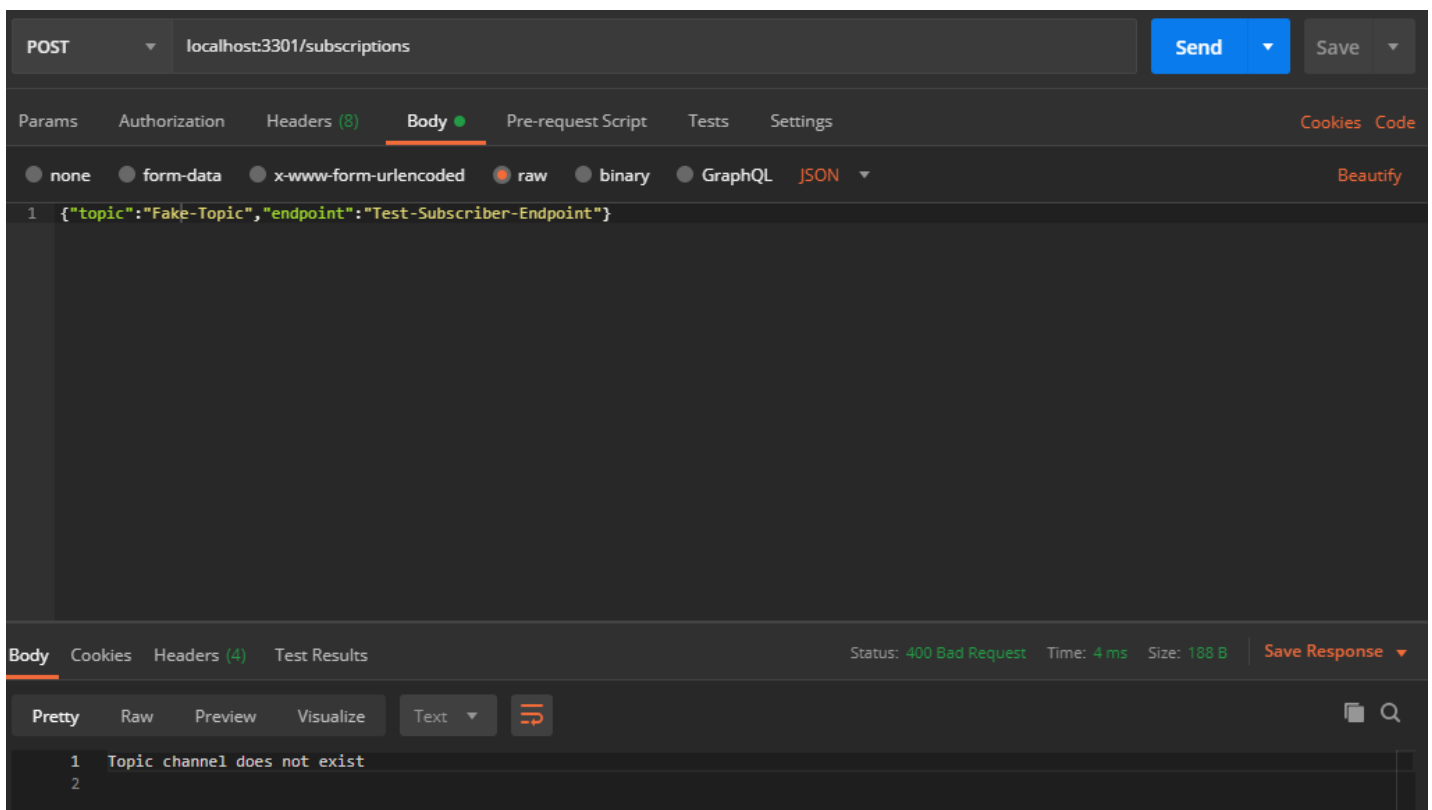 POST localhost:3301/subscriptions Send Save
Params Authorization Headers (8) Body Pre-request Script Tests Settings Cookies Code
none form-data x-www-form-urlencoded raw binary GraphQL JSON Beautify
1 {"topic":"Fake-Topic","endpoint":"Test-Subscriber-Endpoint"}
Body Cookies Headers (4) Test Results Status: 400 Bad Request Time: 4 ms Size: 188 B Save Response
Pretty Raw Preview Visualize Text
1 Topic channel does not exist
2